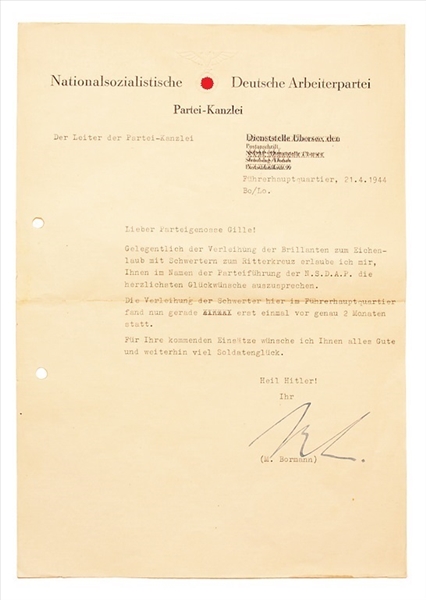 Nationalsozialistische Deutsche Arbeiterpartei
Partei-Kanzlei
Der Leiter der Partei-Kanzlei
Dienststelle den
Führerhauptquartier, 21.4.1944
Bo/Lo.
Lieber Parteigenosse Gille!
Gelegentlich der Verleihung der Brillanten zum Eichen-
laub mit Schwertern zum Ritterkreuz erlaube ich mir,
Ihnen im Namen der Parteiführung der N.S.D.A.P. die
herzlichsten Glückwünsche auszusprechen.
Die Verleihung der Schwerter hier im Führerhauptquartier
fand nun gerade erst einmal vor genau 2 Monaten
statt.
Für Ihre kommenden Einsätze wünsche ich Ihnen alles Gute
und weiterhin viel Soldatenglück.
Heil Hitler!
Ihr
(M. Bormann)